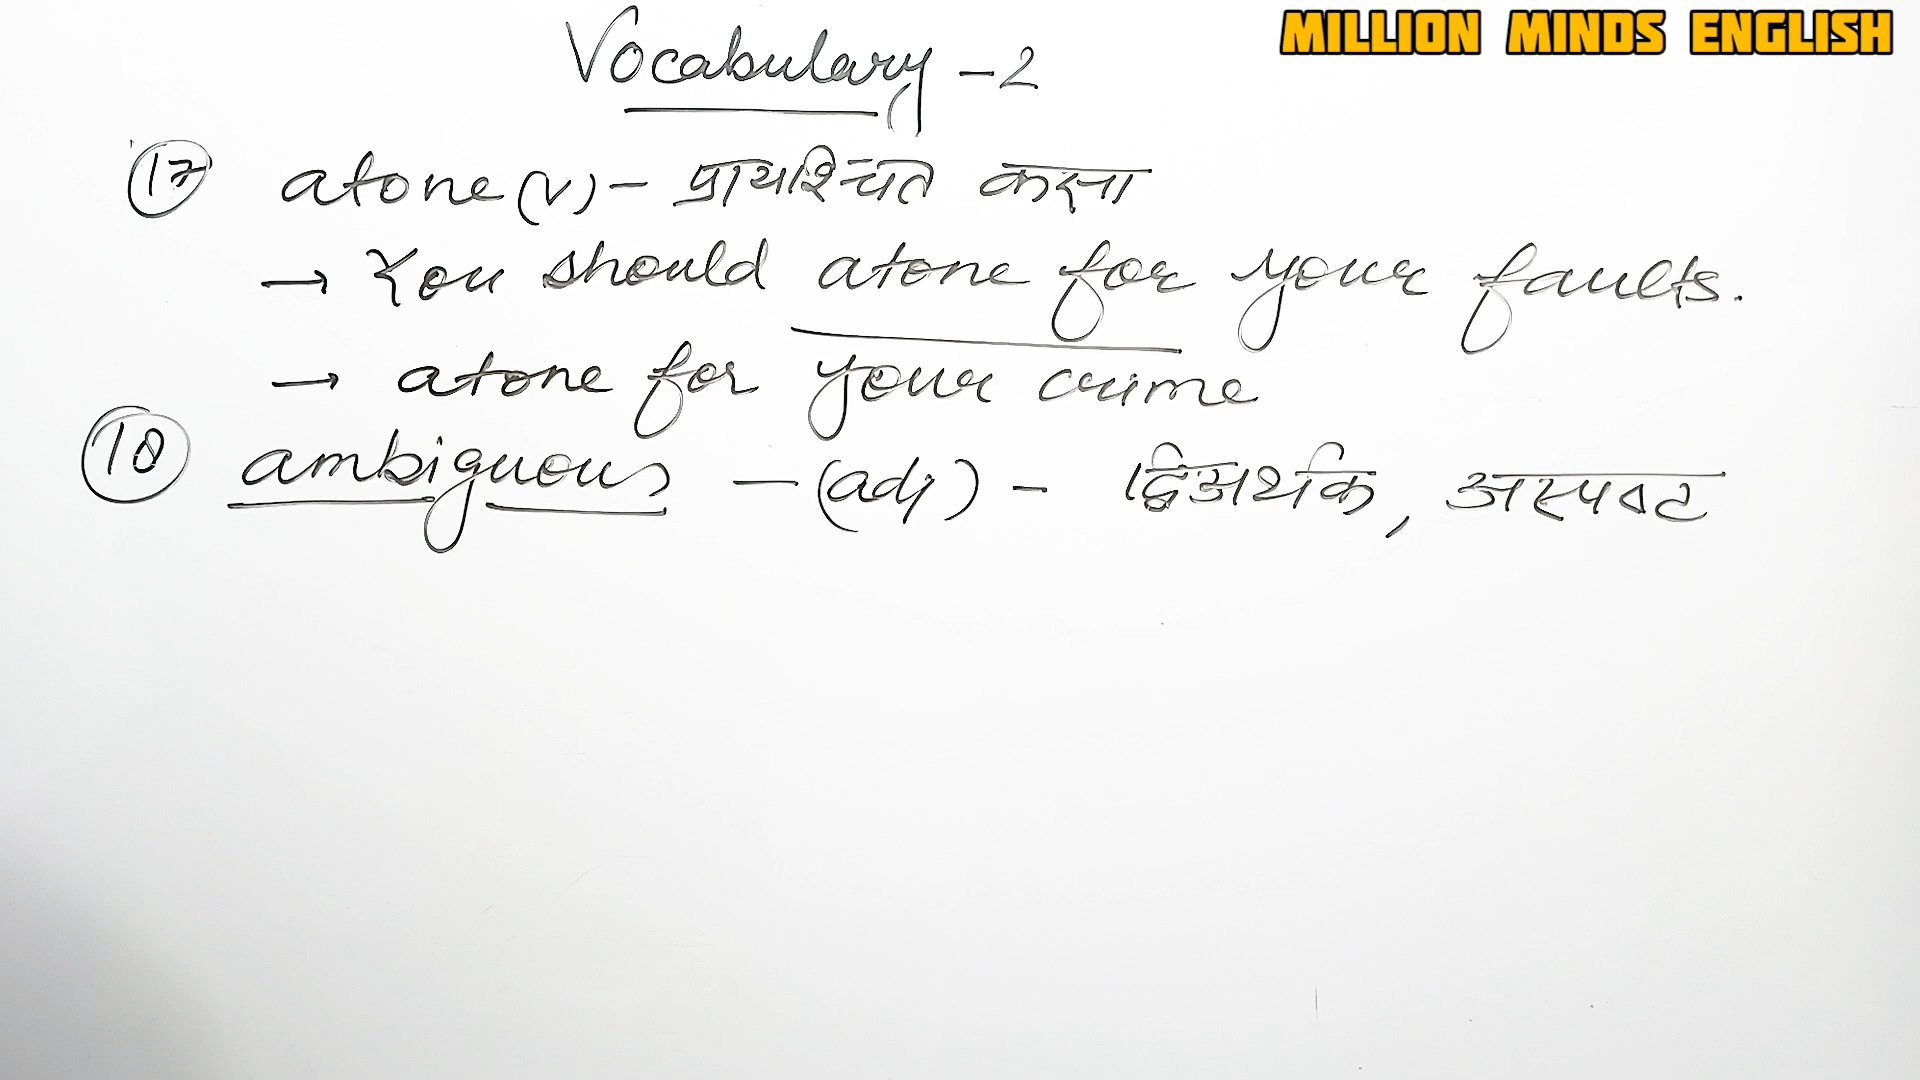 MILLION MINDS ENGLISH
Vocabulary - 2
17 atone (v) - प्रायश्चित करना
→ You should atone for your faults.
→ atone for your crime
18 ambiguous - (adj) - द्विअर्थक, अस्पष्ट